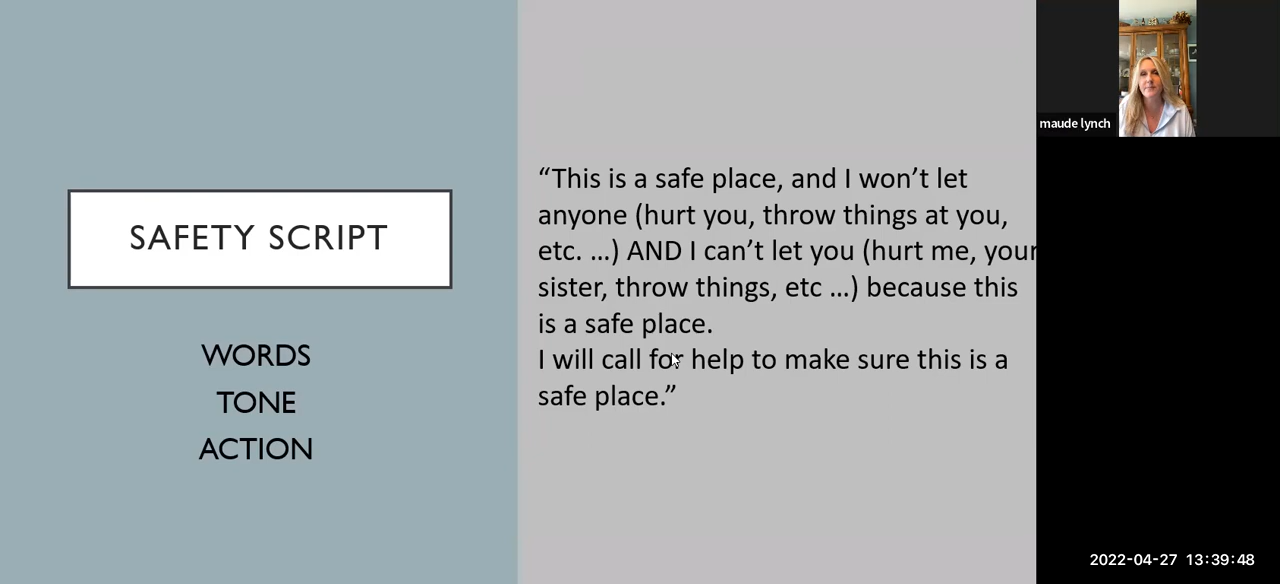 SAFETY SCRIPT
WORDS
TONE
ACTION
“This is a safe place, and I won’t let
anyone (hurt you, throw things at you,
etc. …) AND I can’t let you (hurt me, your
sister, throw things, etc …) because this
is a safe place.
I will call for help to make sure this is a
safe place.”
maude lynch
2022-04-27 13:39:48